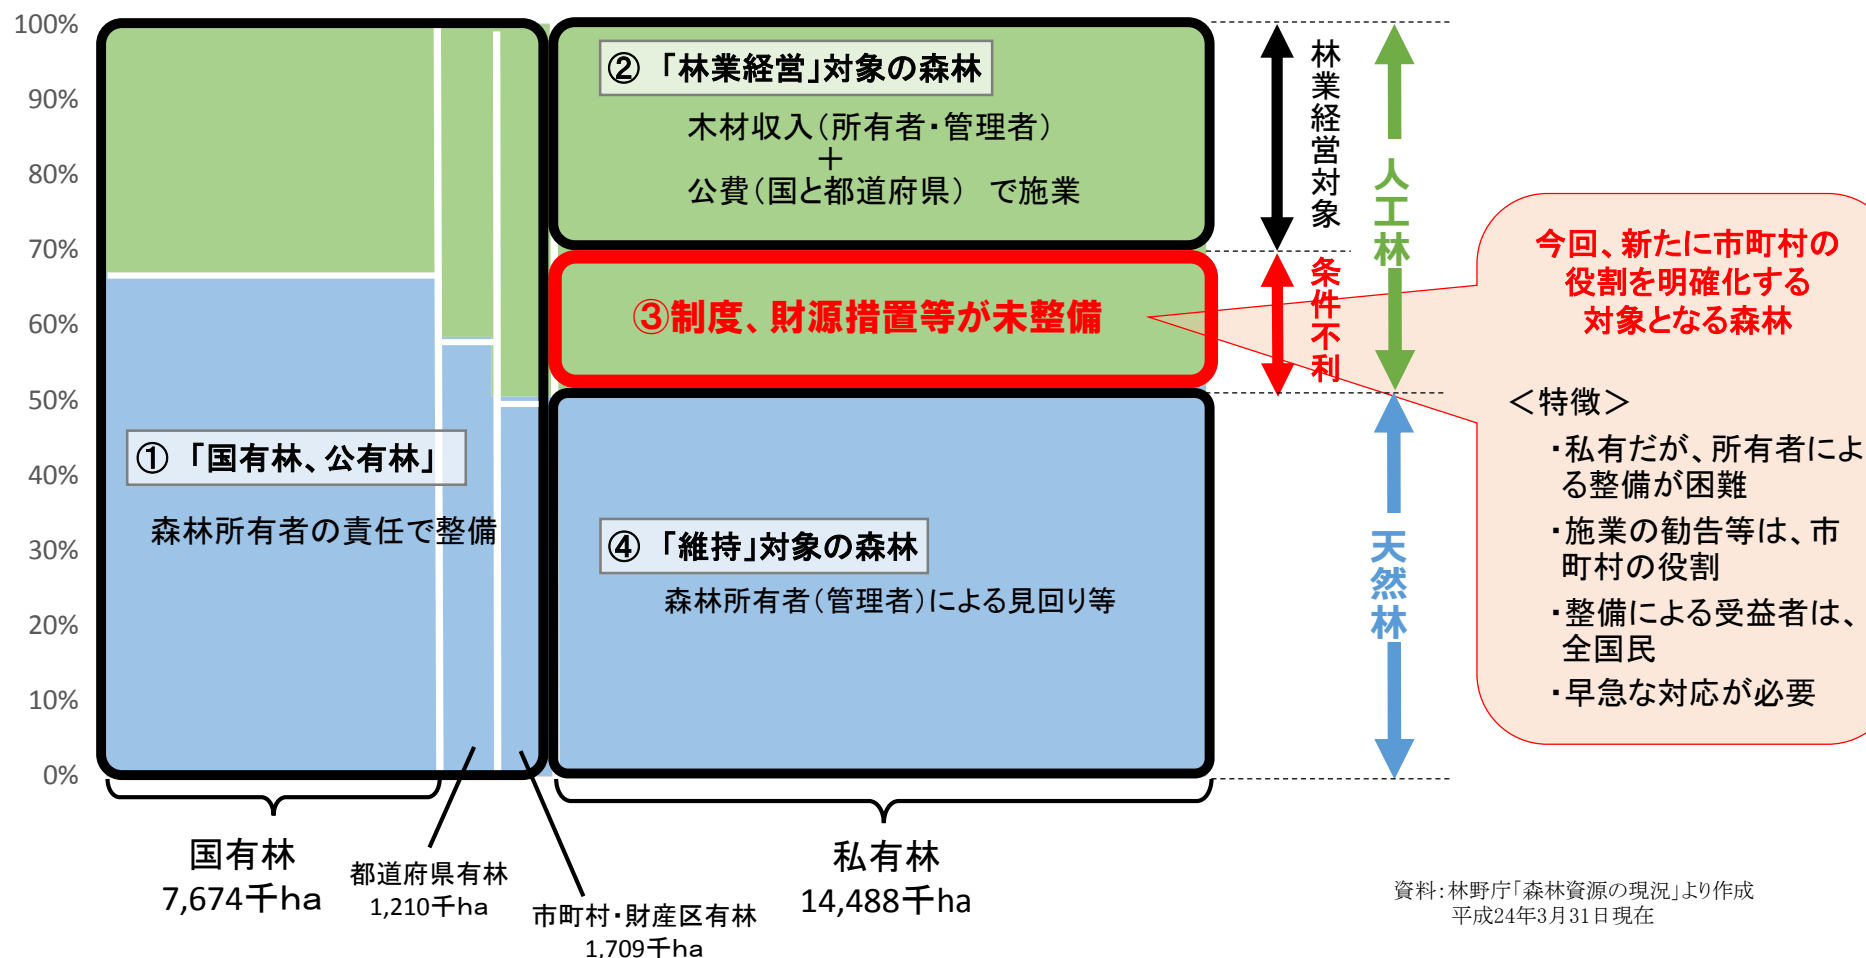 100%
90%
80%
70%
60%
50%
40%
30%
20%
10%
0%
① 「国有林、公有林」
森林所有者の責任で整備
② 「林業経営」対象の森林
木材収入(所有者・管理者)
＋
公費(国と都道府県) で施業
③制度、財源措置等が未整備
④ 「維持」対象の森林
森林所有者(管理者)による見回り等
林業経営対象
条件不利
人工林
天然林
今回、新たに市町村の
役割を明確化する
対象となる森林
＜特徴＞
・私有だが、所有者によ
る整備が困難
・施業の勧告等は、市
町村の役割
・整備による受益者は、
全国民
・早急な対応が必要
国有林
7,674千ha
都道府県有林
1,210千ha
市町村・財産区有林
1,709千ha
私有林
14,488千ha
資料:林野庁「森林資源の現況」より作成
平成24年3月31日現在